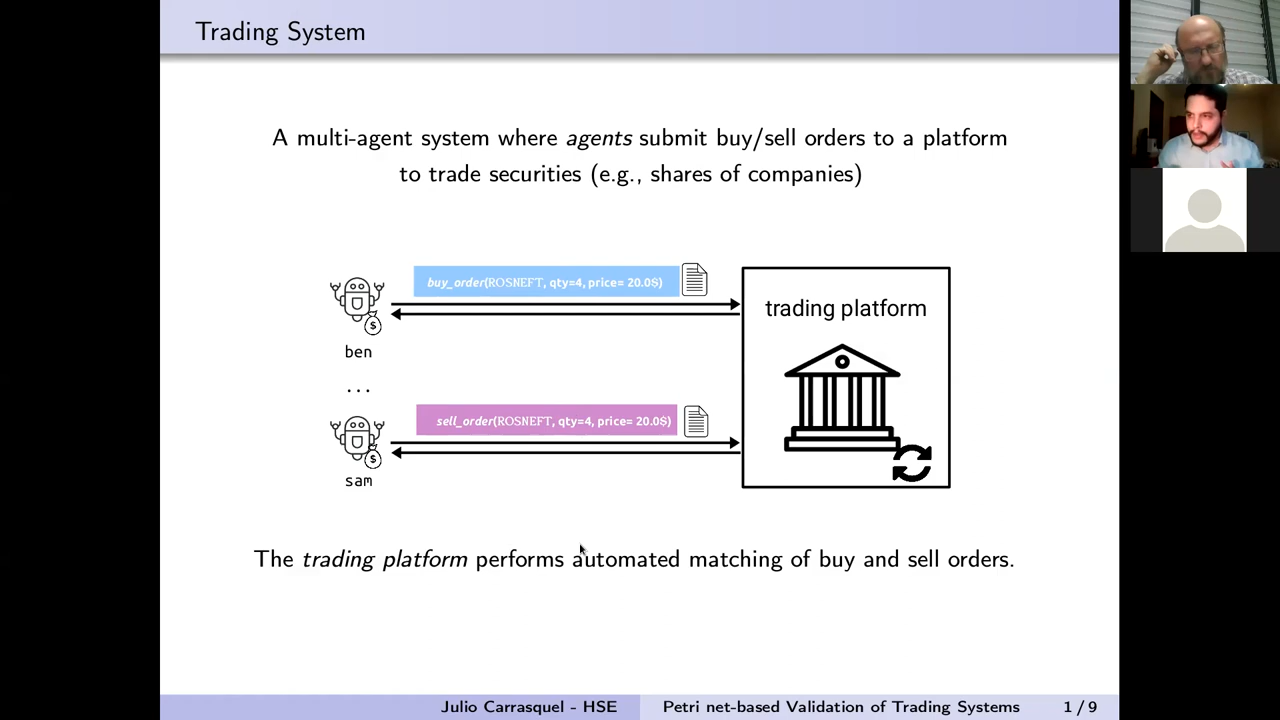 Trading System
A multi-agent system where agents submit buy/sell orders to a platform
to trade securities (e.g., shares of companies)
buy_order(ROSNEFT, qty=4, price= 20.0$)
trading platform
$
ben
...
sell_order(ROSNEFT, qty=4, price= 20.0$)
$
sam
The trading platform performs automated matching of buy and sell orders.
Julio Carrasquel - HSE
Petri net-based Validation of Trading Systems
1 / 9